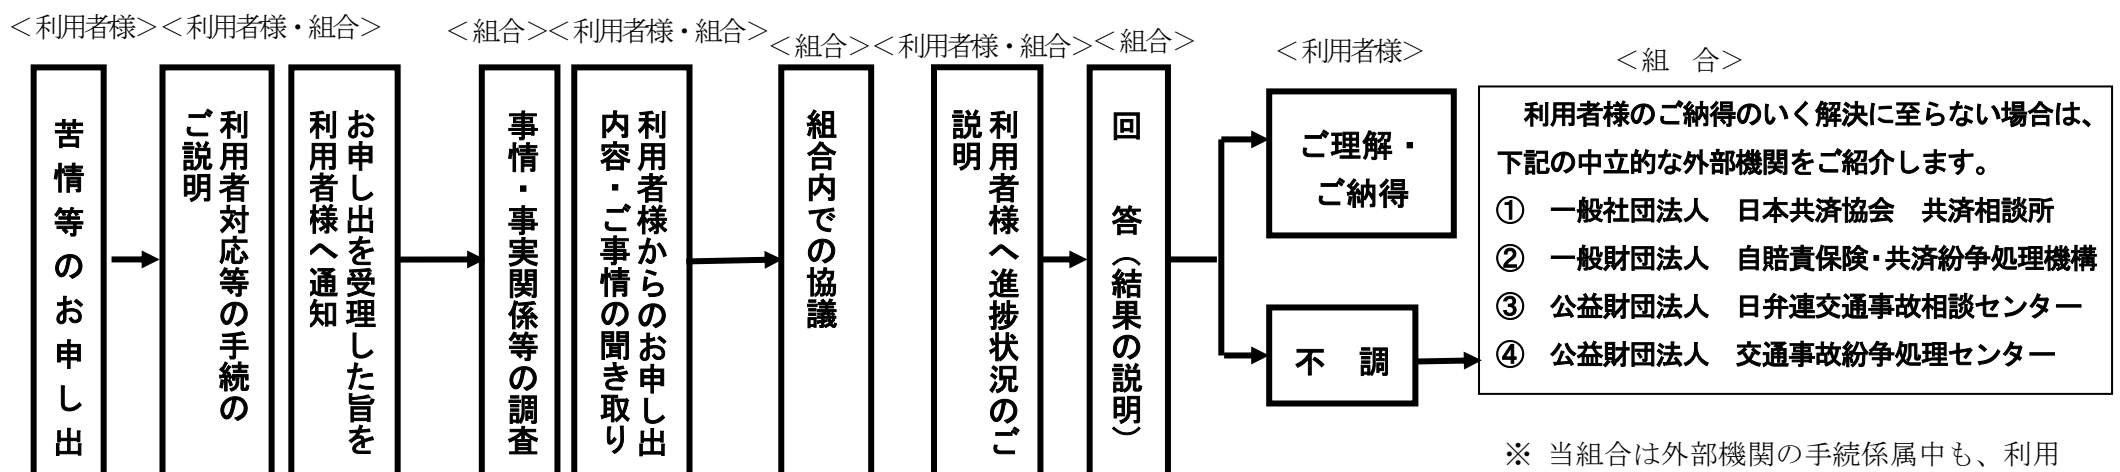 ＜利用者様＞
＜利用者様・組合＞
＜組合＞
＜利用者様・組合＞
＜組合＞
＜利用者様・組合＞
＜組合＞
＜利用者様＞
＜組　合＞
苦情等のお申し出
利用者対応等の手続の
ご説明
お申し出を受理した旨を
利用者様へ通知
事情・事実関係等の調査
利用者様からのお申し出
内容・ご事情の聞き取り
組合内での協議
利用者様へ進捗状況のご
説明
回　答（結果の説明）
ご理解・
ご納得
不　調
利用者様のご納得のいく解決に至らない場合は、
下記の中立的な外部機関をご紹介します。
①　一般社団法人　日本共済協会　共済相談所
②　一般財団法人　自賠責保険・共済紛争処理機構
③　公益財団法人　日弁連交通事故相談センター
④　公益財団法人　交通事故紛争処理センター
※ 当組合は外部機関の手続係属中も、利用